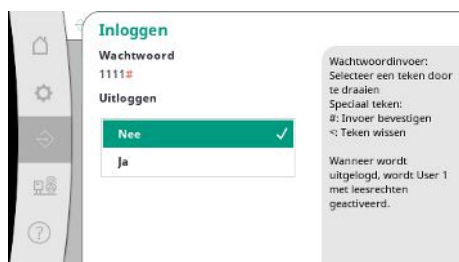 Inloggen
Wachtwoord
1111#
Uitloggen
Nee
Ja
Wachtwoordinvoer:
Selecteer een teken door
te draaien
Speciaal teken:
#: Invoer bevestigen
<: Teken wissen
Wanneer wordt
uitgelogd, wordt User 1
met leesrechten
geactiveerd.